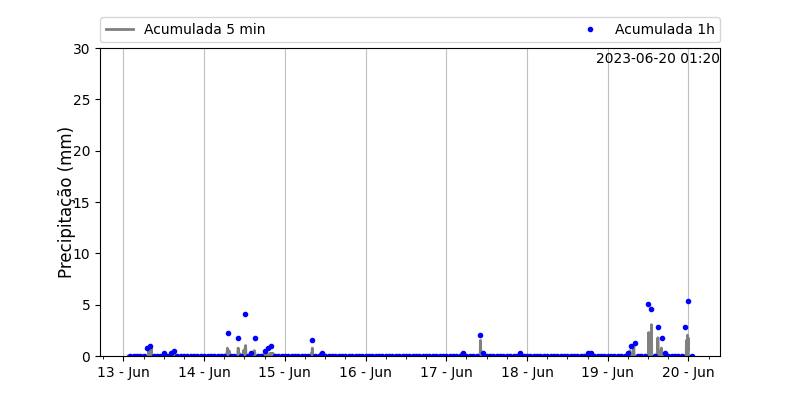 Acumulada 5 min
Acumulada 1h
2023-06-20 01:20
Precipitação (mm)
30
25
20
15
10
5
0
13 - Jun
14 - Jun
15 - Jun
16 - Jun
17 - Jun
18 - Jun
19 - Jun
20 - Jun